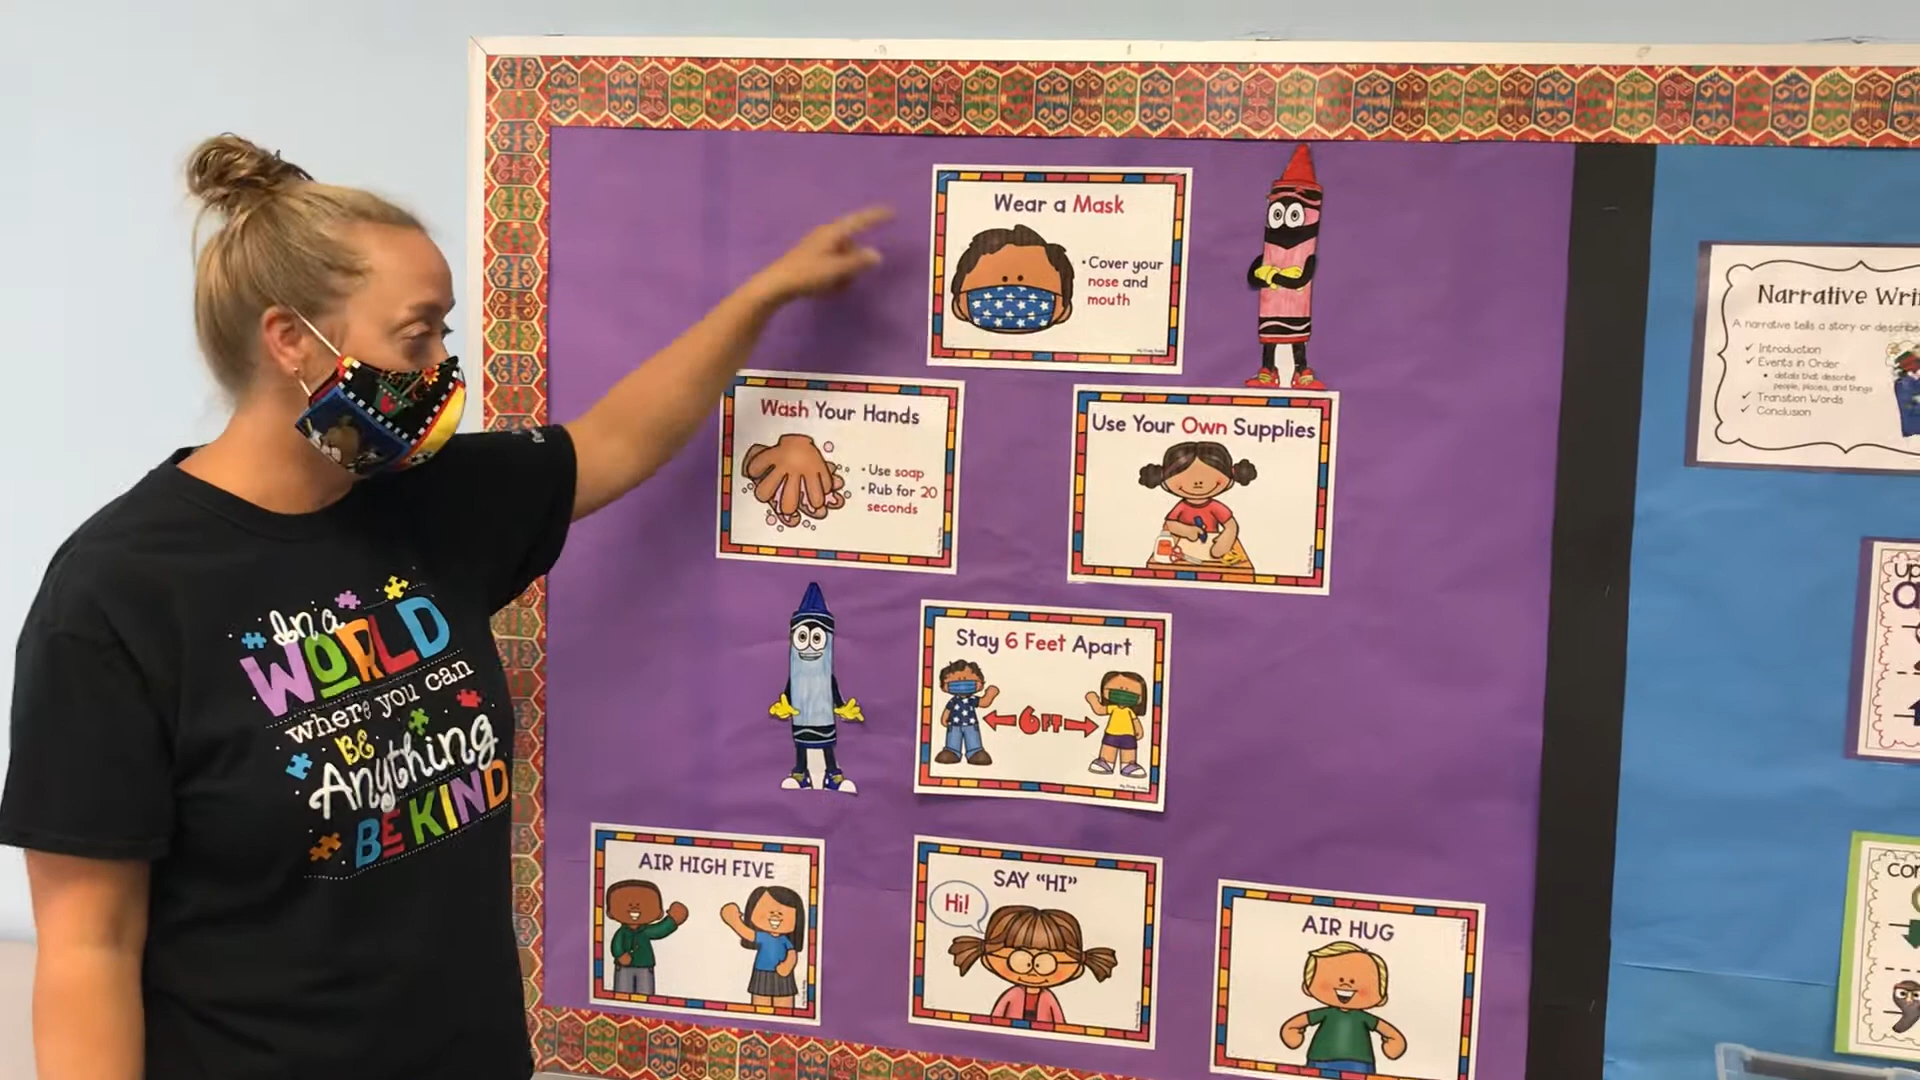 Wear a Mask
• Cover your
nose and
mouth
Wash Your Hands
• Use soap
• Rub for 20
seconds
Use Your Own Supplies
Stay 6 Feet Apart
6FT
AIR HIGH FIVE
SAY "HI"
Hi!
AIR HUG
In a
WORLD
where you can
BE
Anything
BE KIND
Narrative Wri
A narrative tells a story or describe
✓ Introduction
✓ Events in Order
• details that describe
people, places, and things
✓ Transition Words
✓ Conclusion
up
con